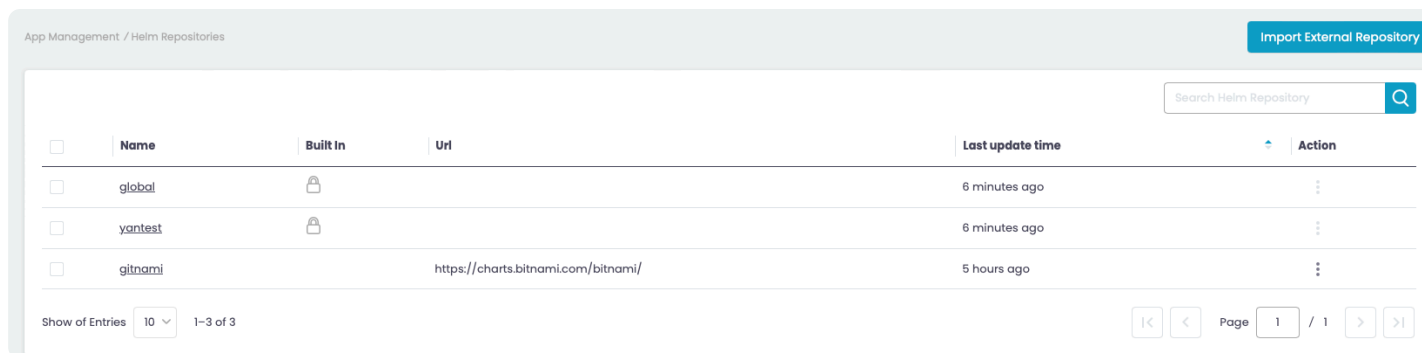 App Management / Helm Repositories
Import External Repository
Search Helm Repository
Name Built In Url Last update time Action
global 6 minutes ago
yantest 6 minutes ago
gitnami https://charts.bitnami.com/bitnami/ 5 hours ago
Show of Entries 10 1-3 of 3 Page 1 / 1